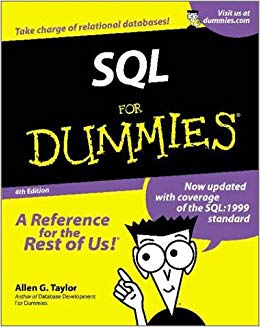 Take charge of relational databases!
Visit us at
dummies.com
SQL
FOR
DUMMIES®
4th Edition
Now updated
with coverage
of the SQL:1999
standard
A Reference
for the
Rest of Us!®
Allen G. Taylor
Author of Database Development
For Dummies